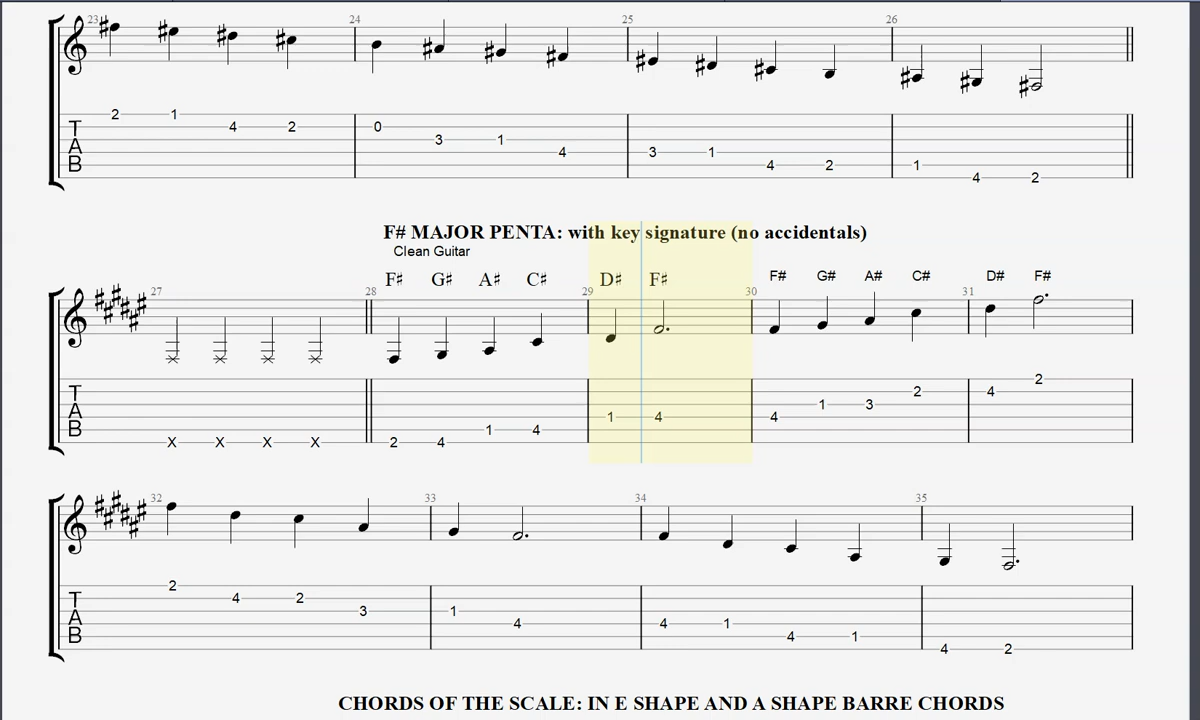 23 24 25 26
2 1 4 2 0 3 1 4 3 1 4 2 1 4 2
T
A
B
F# MAJOR PENTA: with key signature (no accidentals)
Clean Guitar
F♯ G♯ A♯ C♯ D♯ F♯ F# G# A# C# D# F#
27 28 29 30 31
X X X X 2 4 1 4 1 4 4 1 3 2 4 2
T
A
B
32 33 34 35
2 4 2 3 1 4 4 1 4 1 4 2
T
A
B
CHORDS OF THE SCALE: IN E SHAPE AND A SHAPE BARRE CHORDS